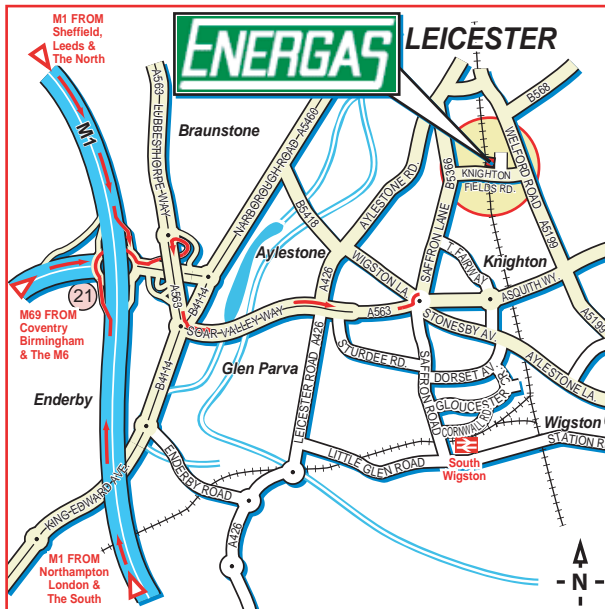 M1 FROM
Sheffield,
Leeds &
The North
ENERGAS
LEICESTER
A563 LUBBESTHORPE WAY
M1
Braunstone
NARBOROUGH ROAD A5460
B568
WELFORD ROAD
A5199
KNIGHTON
FIELDS RD.
B5366
SAFFRON LANE
AYLESTONE RD.
B5418
WIGSTON LA.
Aylestone
T. FAIRWAY
Knighton
ASQUITH WY
A5199
21
M69 FROM
Coventry
Birmingham
& The M6
A563
B4114
SOAR VALLEY WAY
A426
A426
A563
STONESBY AV.
AYLESTONE LA.
STURDEE RD.
DORSET AV.
GLOUCESTER
CORNWALL RD.
SAFFRON ROAD
Glen Parva
LEICESTER ROAD
B4114
Enderby
Wigston
STATION R
South
Wigston
LITTLE GLEN ROAD
ENDERBY ROAD
KING EDWARD AVE.
A426
M1 FROM
Northampton
London &
The South
N